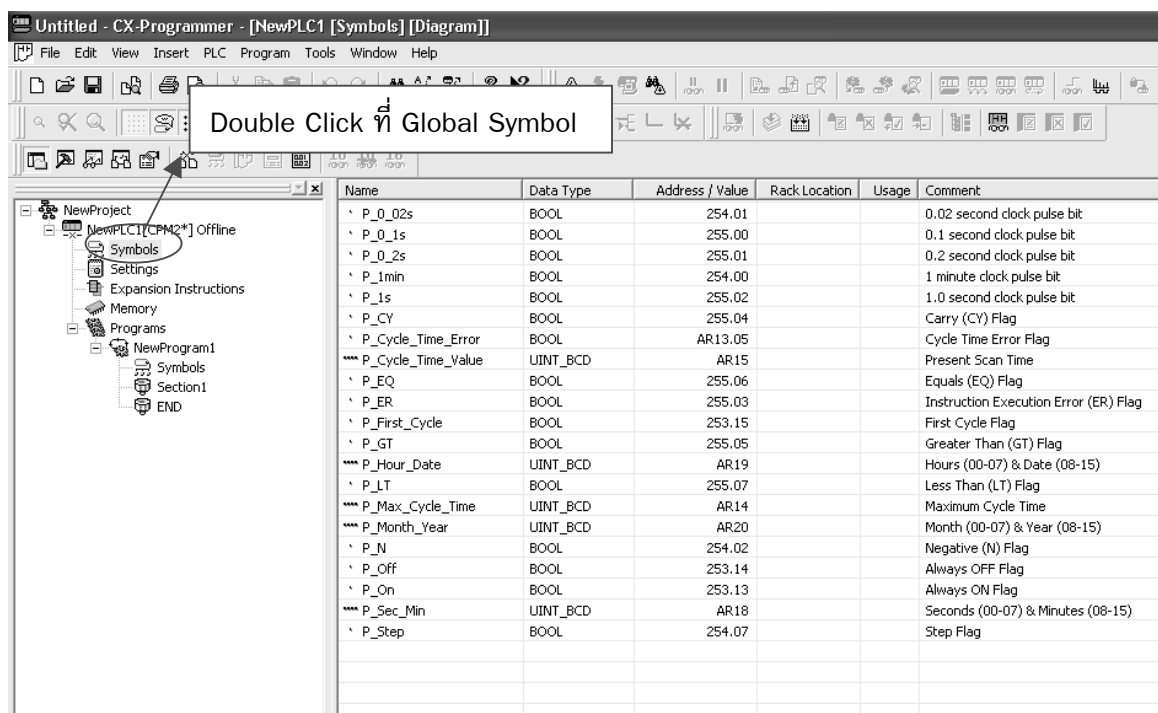 Untitled - CX-Programmer - [NewPLC1 [Symbols] [Diagram]]
File Edit View Insert PLC Program Tools Window Help
Double Click ที่ Global Symbol
NewProject
NewPLC1[CPM2*] Offline
Symbols
Settings
Expansion Instructions
Memory
Programs
NewProgram1
Symbols
Section1
END
Name Data Type Address / Value Rack Location Usage Comment
P_0_02s BOOL 254.01 0.02 second clock pulse bit
P_0_1s BOOL 255.00 0.1 second clock pulse bit
P_0_2s BOOL 255.01 0.2 second clock pulse bit
P_1min BOOL 254.00 1 minute clock pulse bit
P_1s BOOL 255.02 1.0 second clock pulse bit
P_CY BOOL 255.04 Carry (CY) Flag
P_Cycle_Time_Error BOOL AR13.05 Cycle Time Error Flag
P_Cycle_Time_Value UINT_BCD AR15 Present Scan Time
P_EQ BOOL 255.06 Equals (EQ) Flag
P_ER BOOL 255.03 Instruction Execution Error (ER) Flag
P_First_Cycle BOOL 253.15 First Cycle Flag
P_GT BOOL 255.05 Greater Than (GT) Flag
P_Hour_Date UINT_BCD AR19 Hours (00-07) & Date (08-15)
P_LT BOOL 255.07 Less Than (LT) Flag
P_Max_Cycle_Time UINT_BCD AR14 Maximum Cycle Time
P_Month_Year UINT_BCD AR20 Month (00-07) & Year (08-15)
P_N BOOL 254.02 Negative (N) Flag
P_Off BOOL 253.14 Always OFF Flag
P_On BOOL 253.13 Always ON Flag
P_Sec_Min UINT_BCD AR18 Seconds (00-07) & Minutes (08-15)
P_Step BOOL 254.07 Step Flag